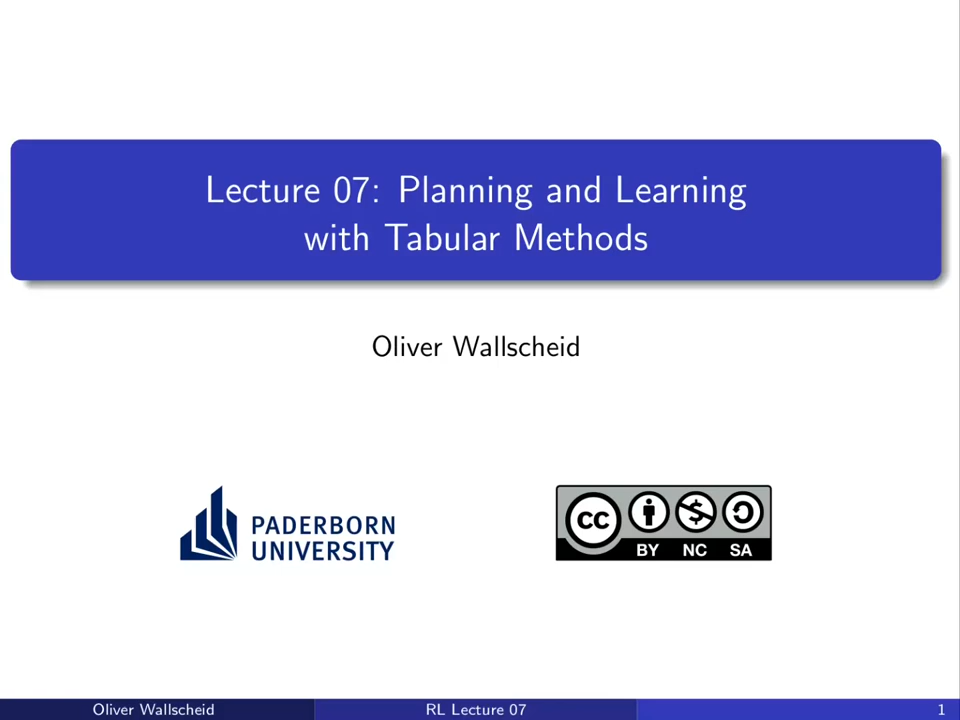 Lecture 07: Planning and Learning
with Tabular Methods
Oliver Wallscheid
PADERBORN
UNIVERSITY
cc
BY NC SA
Oliver Wallscheid RL Lecture 07 1